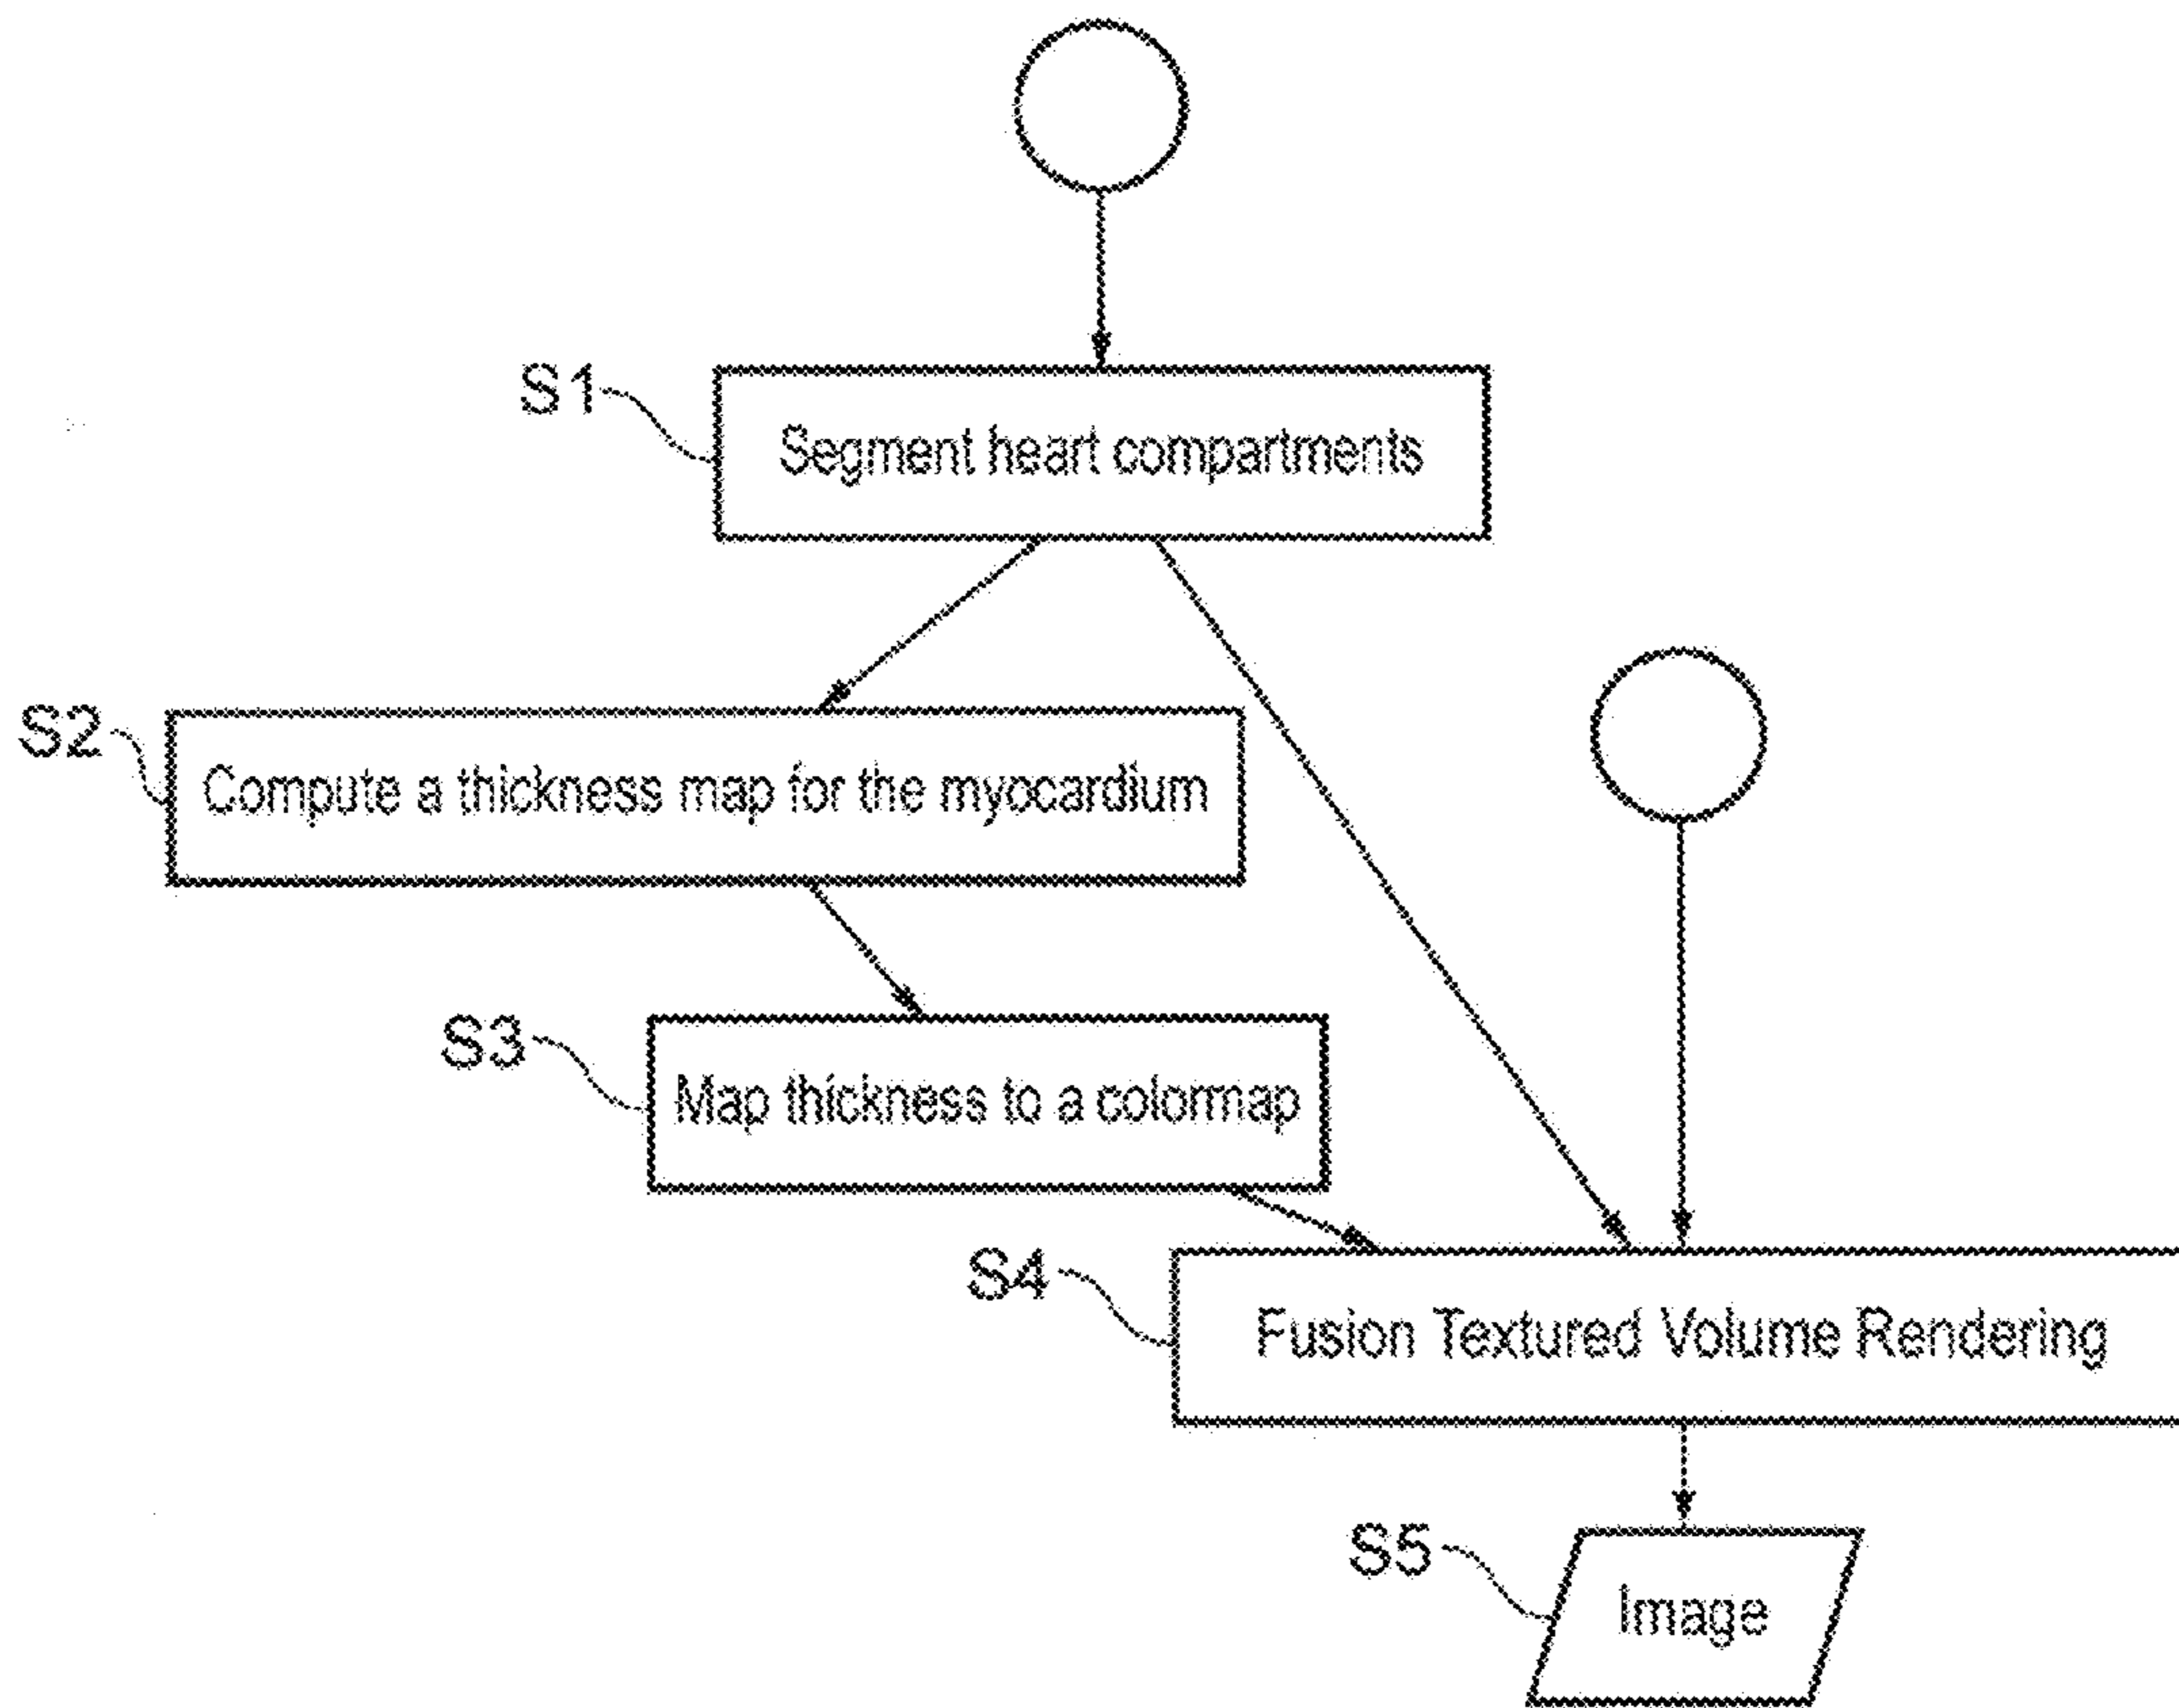 S1
Segment heart compartments
S2
Compute a thickness map for the myocardium
S3
Map thickness to a colormap
S4
Fusion Textured Volume Rendering
S5
Image